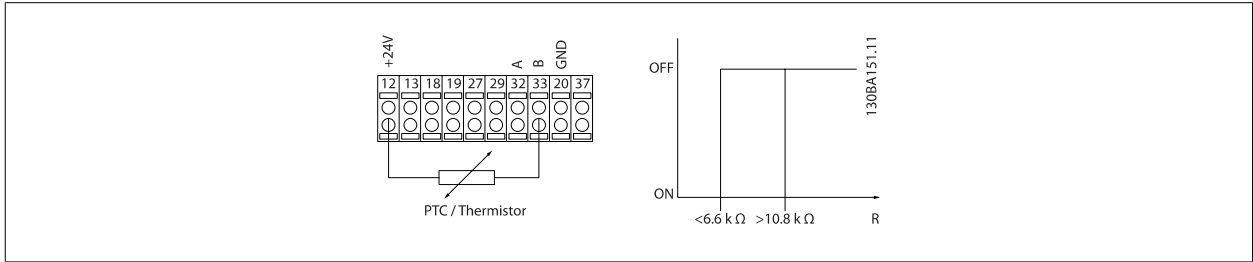 +24V
A
B
GND
12 13 18 19 27 29 32 33 20 37
PTC / Thermistor
OFF
ON
<6.6 k Ω >10.8 k Ω R
130BA151.11